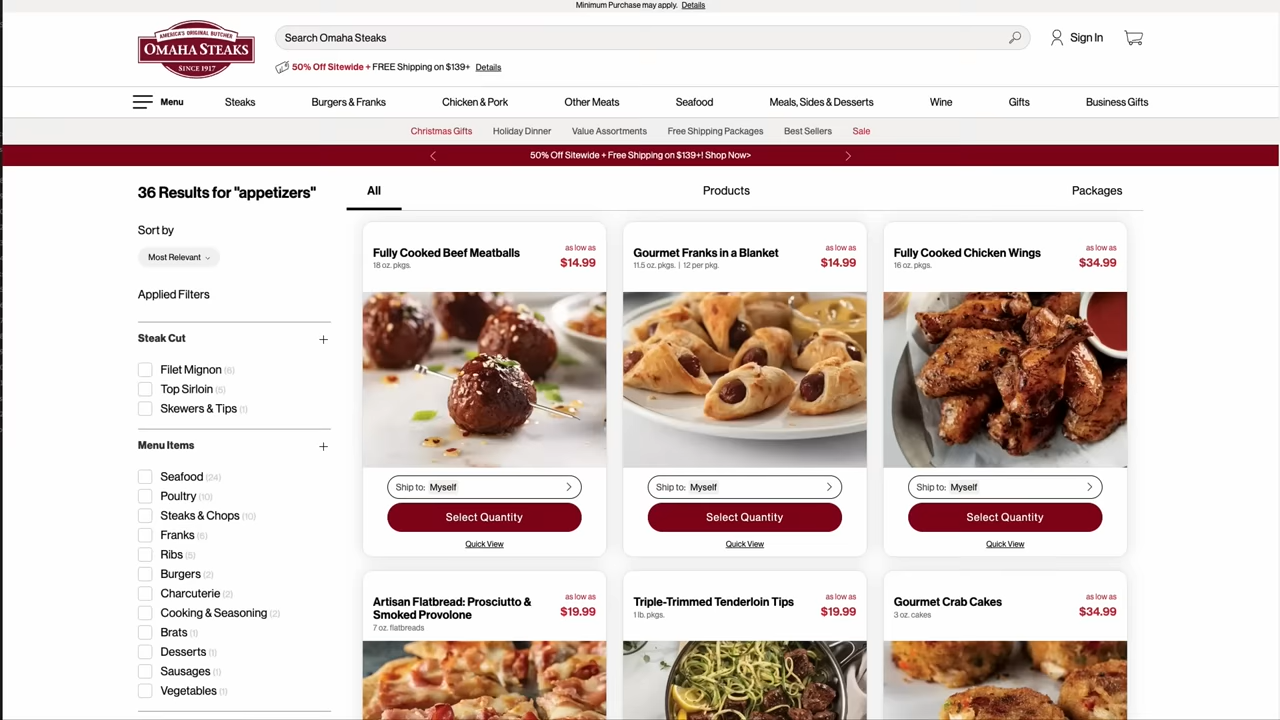 Minimum Purchase may apply. Details
AMERICA'S ORIGINAL BUTCHER
OMAHA STEAKS
SINCE 1917
Search Omaha Steaks
Sign In
50% Off Sitewide + FREE Shipping on $139+ Details
Menu
Steaks
Burgers & Franks
Chicken & Pork
Other Meats
Seafood
Meals, Sides & Desserts
Wine
Gifts
Business Gifts
Christmas Gifts
Holiday Dinner
Value Assortments
Free Shipping Packages
Best Sellers
Sale
50% Off Sitewide + Free Shipping on $139+! Shop Now>
36 Results for "appetizers"
Sort by
Most Relevant
Applied Filters
Steak Cut
Filet Mignon (6)
Top Sirloin (5)
Skewers & Tips (1)
Menu Items
Seafood (24)
Poultry (10)
Steaks & Chops (10)
Franks (6)
Ribs (5)
Burgers (2)
Charcuterie (2)
Cooking & Seasoning (2)
Brats (1)
Desserts (1)
Sausages (1)
Vegetables (1)
All
Products
Packages
Fully Cooked Beef Meatballs
18 oz. pkgs.
as low as
$14.99
Ship to: Myself
Select Quantity
Quick View
Gourmet Franks in a Blanket
11.5 oz. pkgs. | 12 per pkg.
as low as
$14.99
Ship to: Myself
Select Quantity
Quick View
Fully Cooked Chicken Wings
16 oz. pkgs.
as low as
$34.99
Ship to: Myself
Select Quantity
Quick View
Artisan Flatbread: Prosciutto &
Smoked Provolone
7 oz. flatbreads
as low as
$19.99
Triple-Trimmed Tenderloin Tips
1 lb. pkgs.
as low as
$19.99
Gourmet Crab Cakes
3 oz. cakes
as low as
$34.99